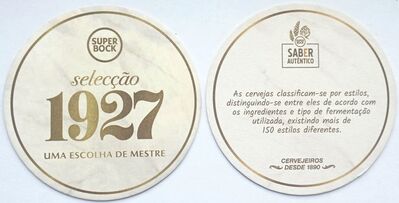 SUPER
BOCK
selecção
1927
UMA ESCOLHA DE MESTRE
SABER
AUTÊNTICO
As cervejas classificam-se por estilos,
distinguindo-se entre eles de acordo com
os ingredientes e tipo de fermentação
utilizada, existindo mais de
150 estilos diferentes.
CERVEJEIROS
DESDE 1890